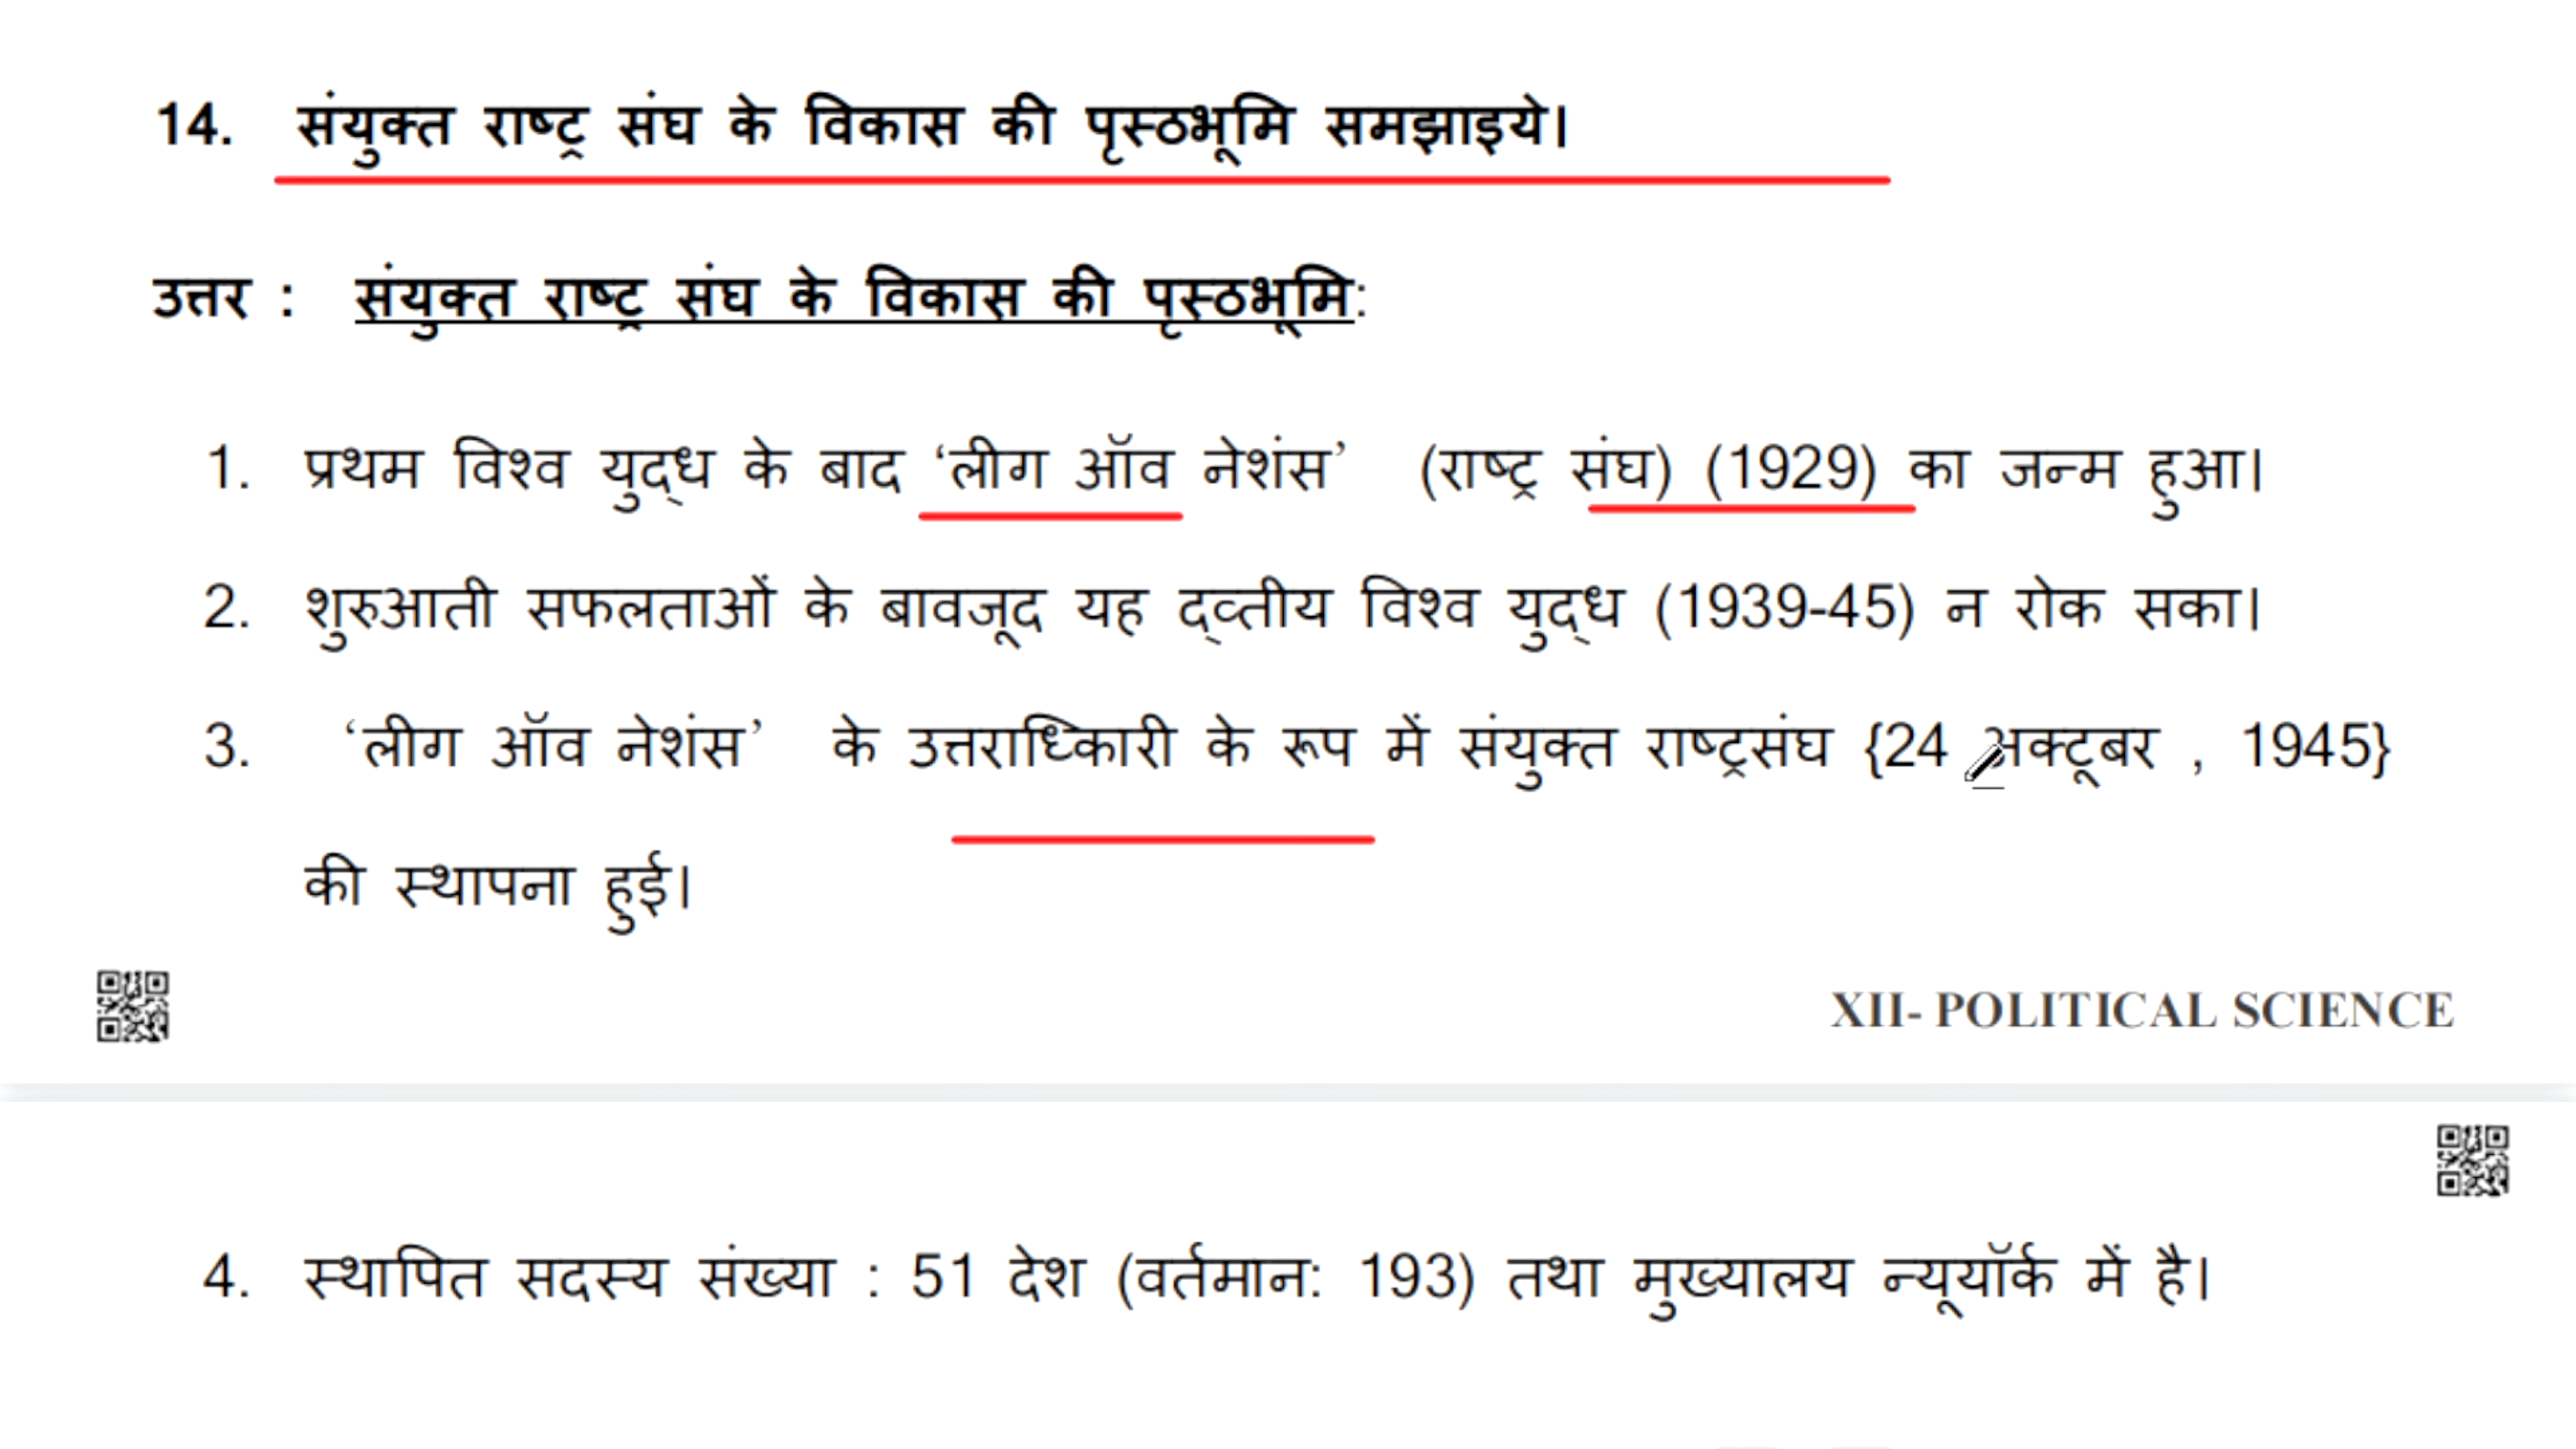 14. संयुक्त राष्ट्र संघ के विकास की पृस्ठभूमि समझाइये।
उत्तर : संयुक्त राष्ट्र संघ के विकास की पृस्ठभूमि:
1. प्रथम विश्व युद्ध के बाद ‘लीग ऑव नेशंस’ (राष्ट्र संघ) (1929) का जन्म हुआ।
2. शुरुआती सफलताओं के बावजूद यह द्व्तीय विश्व युद्ध (1939-45) न रोक सका।
3. ‘लीग ऑव नेशंस’ के उत्तराध्किारी के रूप में संयुक्त राष्ट्रसंघ {24 अक्टूबर , 1945}
की स्थापना हुई।
XII- POLITICAL SCIENCE
4. स्थापित सदस्य संख्या : 51 देश (वर्तमान: 193) तथा मुख्यालय न्यूयॉर्क में है।